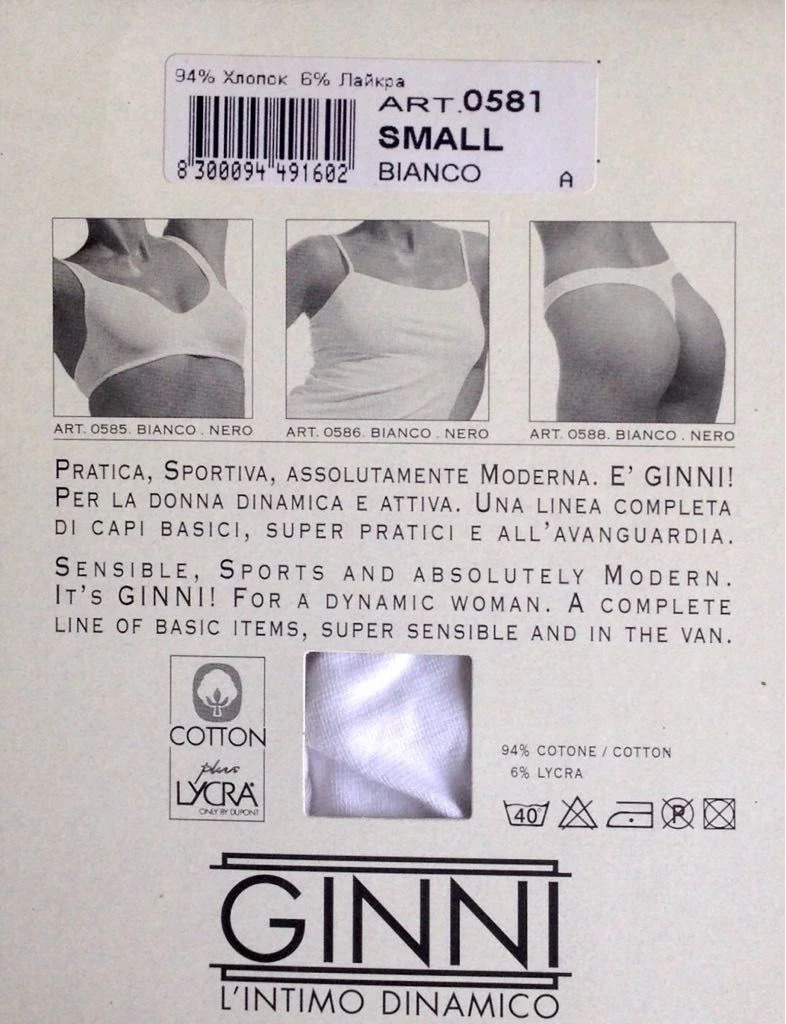 94% Хлопок 6% Лайкра
ART.0581
SMALL
BIANCO
A
8 300094 491602
ART. 0585. BIANCO . NERO
ART. 0586. BIANCO . NERO
ART. 0588. BIANCO . NERO
PRATICA, SPORTIVA, ASSOLUTAMENTE MODERNA. E' GINNI!
PER LA DONNA DINAMICA E ATTIVA. UNA LINEA COMPLETA
DI CAPI BASICI, SUPER PRATICI E ALL'AVANGUARDIA.
SENSIBLE, SPORTS AND ABSOLUTELY MODERN.
IT'S GINNI! FOR A DYNAMIC WOMAN. A COMPLETE
LINE OF BASIC ITEMS, SUPER SENSIBLE AND IN THE VAN.
COTTON
plus
LYCRA®
ONLY BY DUPONT
94% COTONE / COTTON
6% LYCRA
40 P
GINNI
L'INTIMO DINAMICO